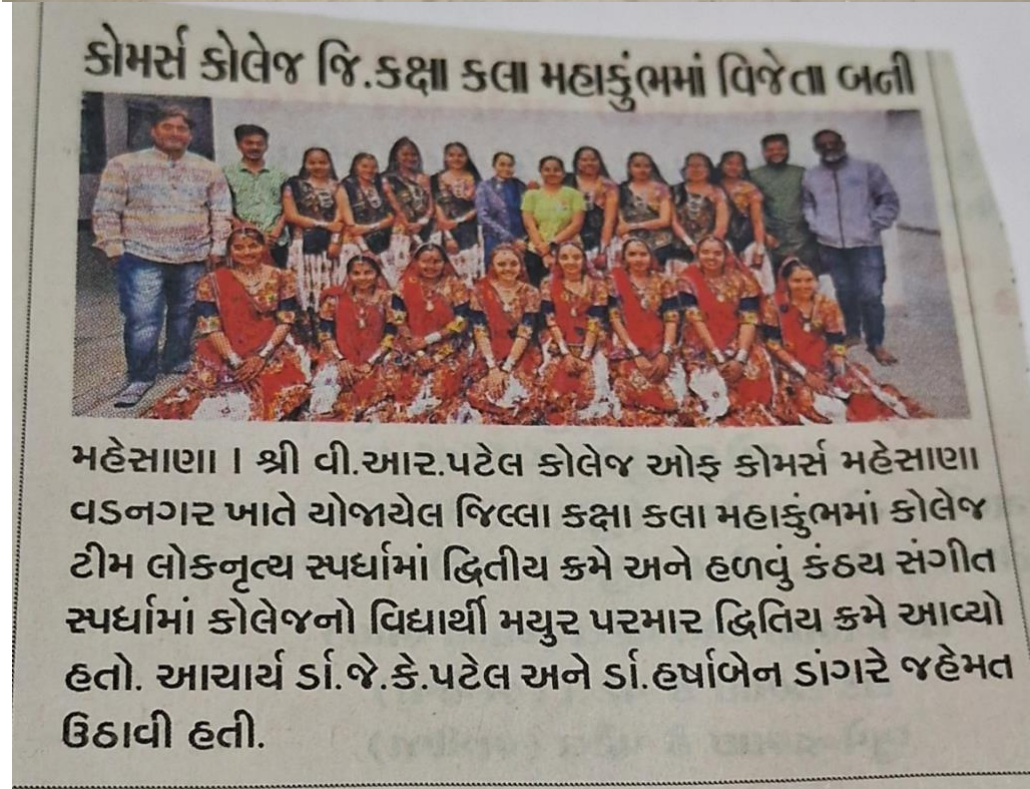 કોમર્સ કોલેજ જિ.કક્ષા કલા મહાકુંભમાં વિજેતા બની
મહેસાણા । શ્રી વી.આર.પટેલ કોલેજ ઓફ કોમર્સ મહેસાણા
વડનગર ખાતે યોજાયેલ જિલ્લા કક્ષા કલા મહાકુંભમાં કોલેજ
ટીમ લોકનૃત્ય સ્પર્ધામાં દ્વિતીય ક્રમે અને હળવું કંઠય સંગીત
સ્પર્ધામાં કોલેજનો વિદ્યાર્થી મયુર પરમાર દ્વિતિય ક્રમે આવ્યો
હતો. આચાર્ય ર્ડા.જે.કે.પટેલ અને ર્ડા.હર્ષાબેન ડાંગરે જહેમત
ઉઠાવી હતી.